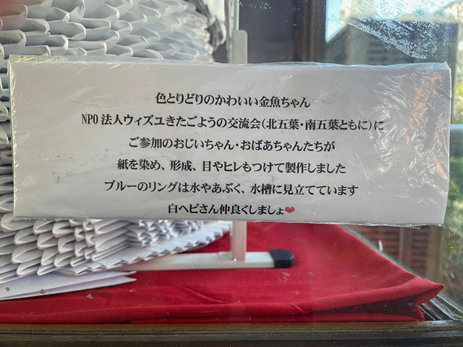 色とりどりのかわいい金魚ちゃん
NPO法人ウィズユきたごようの交流会(北五葉・南五葉ともに)に
ご参加のおじいちゃん・おばあちゃんたちが
紙を染め、形成、目やヒレもつけて製作しました
ブルーのリングは水やあぶく、水槽に見立てています
白ヘビさん仲良くしましょ❤